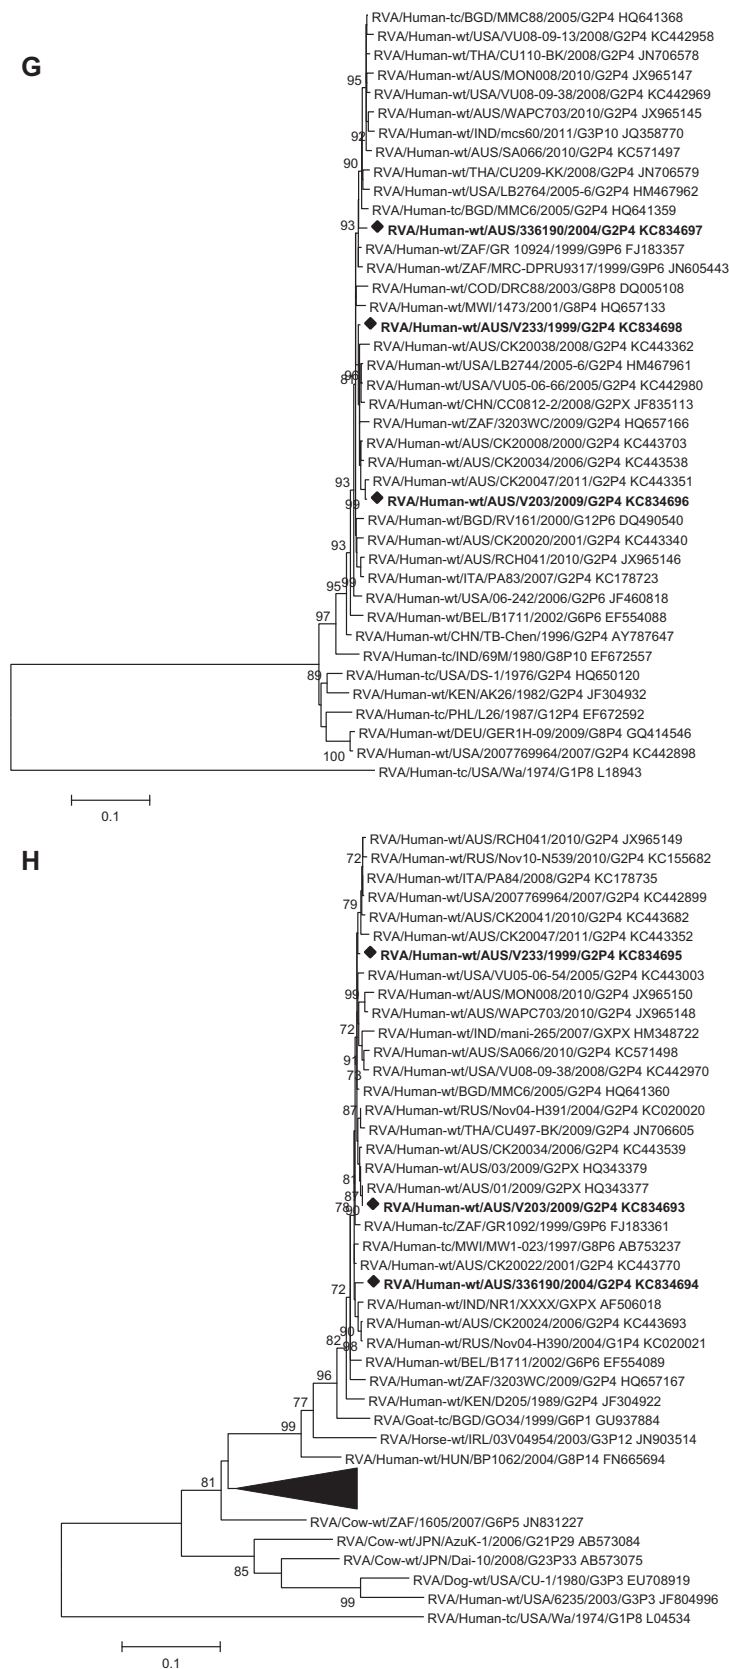 G
RVA/Human-tc/BGD/MMC88/2005/G2P4 HQ641368
RVA/Human-wt/USA/VU08-09-13/2008/G2P4 KC442958
RVA/Human-wt/THA/CU110-BK/2008/G2P4 JN706578
RVA/Human-wt/AUS/MON008/2010/G2P4 JX965147
95
RVA/Human-wt/USA/VU08-09-38/2008/G2P4 KC442969
RVA/Human-wt/AUS/WAPC703/2010/G2P4 JX965145
RVA/Human-wt/IND/mcs60/2011/G3P10 JQ358770
92
RVA/Human-wt/AUS/SA066/2010/G2P4 KC571497
90
RVA/Human-wt/THA/CU209-KK/2008/G2P4 JN706579
RVA/Human-wt/USA/LB2764/2005-6/G2P4 HM467962
RVA/Human-tc/BGD/MMC6/2005/G2P4 HQ641359
93
RVA/Human-wt/AUS/336190/2004/G2P4 KC834697
RVA/Human-wt/ZAF/GR 10924/1999/G9P6 FJ183357
RVA/Human-wt/ZAF/MRC-DPRU9317/1999/G9P6 JN605443
RVA/Human-wt/COD/DRC88/2003/G8P8 DQ005108
RVA/Human-wt/MWI/1473/2001/G8P4 HQ657133
RVA/Human-wt/AUS/V233/1999/G2P4 KC834698
RVA/Human-wt/AUS/CK20038/2008/G2P4 KC443362
RVA/Human-wt/USA/LB2744/2005-6/G2P4 HM467961
96
RVA/Human-wt/USA/VU05-06-66/2005/G2P4 KC442980
RVA/Human-wt/CHN/CC0812-2/2008/G2PX JF835113
RVA/Human-wt/ZAF/3203WC/2009/G2P4 HQ657166
RVA/Human-wt/AUS/CK20008/2000/G2P4 KC443703
RVA/Human-wt/AUS/CK20034/2006/G2P4 KC443538
93
RVA/Human-wt/AUS/CK20047/2011/G2P4 KC443351
RVA/Human-wt/AUS/V203/2009/G2P4 KC834696
99
RVA/Human-wt/BGD/RV161/2000/G12P6 DQ490540
RVA/Human-wt/AUS/CK20020/2001/G2P4 KC443340
93
RVA/Human-wt/AUS/RCH041/2010/G2P4 JX965146
RVA/Human-wt/ITA/PA83/2007/G2P4 KC178723
95
99
RVA/Human-wt/USA/06-242/2006/G2P6 JF460818
97
RVA/Human-wt/BEL/B1711/2002/G6P6 EF554088
RVA/Human-wt/CHN/TB-Chen/1996/G2P4 AY787647
RVA/Human-tc/IND/69M/1980/G8P10 EF672557
89
RVA/Human-tc/USA/DS-1/1976/G2P4 HQ650120
RVA/Human-wt/KEN/AK26/1982/G2P4 JF304932
RVA/Human-tc/PHL/L26/1987/G12P4 EF672592
RVA/Human-wt/DEU/GER1H-09/2009/G8P4 GQ414546
100
RVA/Human-wt/USA/2007769964/2007/G2P4 KC442898
RVA/Human-tc/USA/Wa/1974/G1P8 L18943
0.1
H
RVA/Human-wt/AUS/RCH041/2010/G2P4 JX965149
72
RVA/Human-wt/RUS/Nov10-N539/2010/G2P4 KC155682
RVA/Human-wt/ITA/PA84/2008/G2P4 KC178735
RVA/Human-wt/USA/2007769964/2007/G2P4 KC442899
79
RVA/Human-wt/AUS/CK20041/2010/G2P4 KC443682
RVA/Human-wt/AUS/CK20047/2011/G2P4 KC443352
RVA/Human-wt/AUS/V233/1999/G2P4 KC834695
RVA/Human-wt/USA/VU05-06-54/2005/G2P4 KC443003
99
RVA/Human-wt/AUS/MON008/2010/G2P4 JX965150
RVA/Human-wt/AUS/WAPC703/2010/G2P4 JX965148
72
RVA/Human-wt/IND/mani-265/2007/GXPX HM348722
RVA/Human-wt/AUS/SA066/2010/G2P4 KC571498
91
RVA/Human-wt/USA/VU08-09-38/2008/G2P4 KC442970
73
RVA/Human-wt/BGD/MMC6/2005/G2P4 HQ641360
87
RVA/Human-wt/RUS/Nov04-H391/2004/G2P4 KC020020
RVA/Human-wt/THA/CU497-BK/2009/G2P4 JN706605
RVA/Human-wt/AUS/CK20034/2006/G2P4 KC443539
RVA/Human-wt/AUS/03/2009/G2PX HQ343379
81
RVA/Human-wt/AUS/01/2009/G2PX HQ343377
87
RVA/Human-wt/AUS/V203/2009/G2P4 KC834693
78
90
RVA/Human-tc/ZAF/GR1092/1999/G9P6 FJ183361
RVA/Human-tc/MWI/MW1-023/1997/G8P6 AB753237
RVA/Human-wt/AUS/CK20022/2001/G2P4 KC443770
RVA/Human-wt/AUS/336190/2004/G2P4 KC834694
72
RVA/Human-wt/IND/NR1/XXXX/GXPX AF506018
RVA/Human-wt/AUS/CK20024/2006/G2P4 KC443693
90
82
RVA/Human-wt/RUS/Nov04-H390/2004/G1P4 KC020021
98
RVA/Human-wt/BEL/B1711/2002/G6P6 EF554089
96
RVA/Human-wt/ZAF/3203WC/2009/G2P4 HQ657167
77
RVA/Human-wt/KEN/D205/1989/G2P4 JF304922
RVA/Goat-tc/BGD/GO34/1999/G6P1 GU937884
99
RVA/Horse-wt/IRL/03V04954/2003/G3P12 JN903514
RVA/Human-wt/HUN/BP1062/2004/G8P14 FN665694
81
RVA/Cow-wt/ZAF/1605/2007/G6P5 JN831227
RVA/Cow-wt/JPN/AzuK-1/2006/G21P29 AB573084
RVA/Cow-wt/JPN/Dai-10/2008/G23P33 AB573075
85
RVA/Dog-wt/USA/CU-1/1980/G3P3 EU708919
99
RVA/Human-wt/USA/6235/2003/G3P3 JF804996
RVA/Human-tc/USA/Wa/1974/G1P8 L04534
0.1